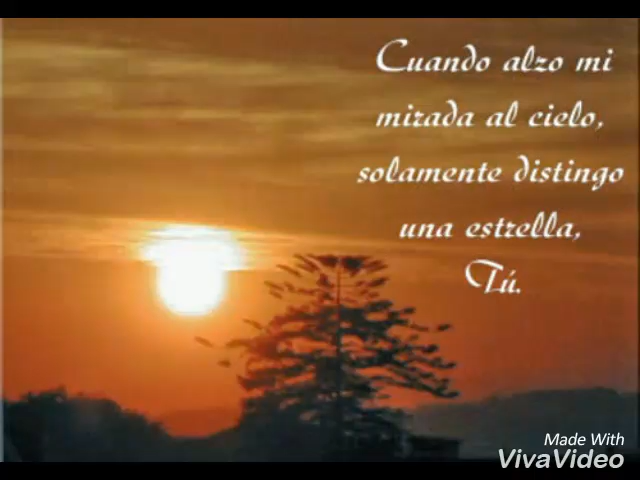 Cuando alzo mi
mirada al cielo,
solamente distingo
una estrella,
Tú.
Made With
VivaVideo